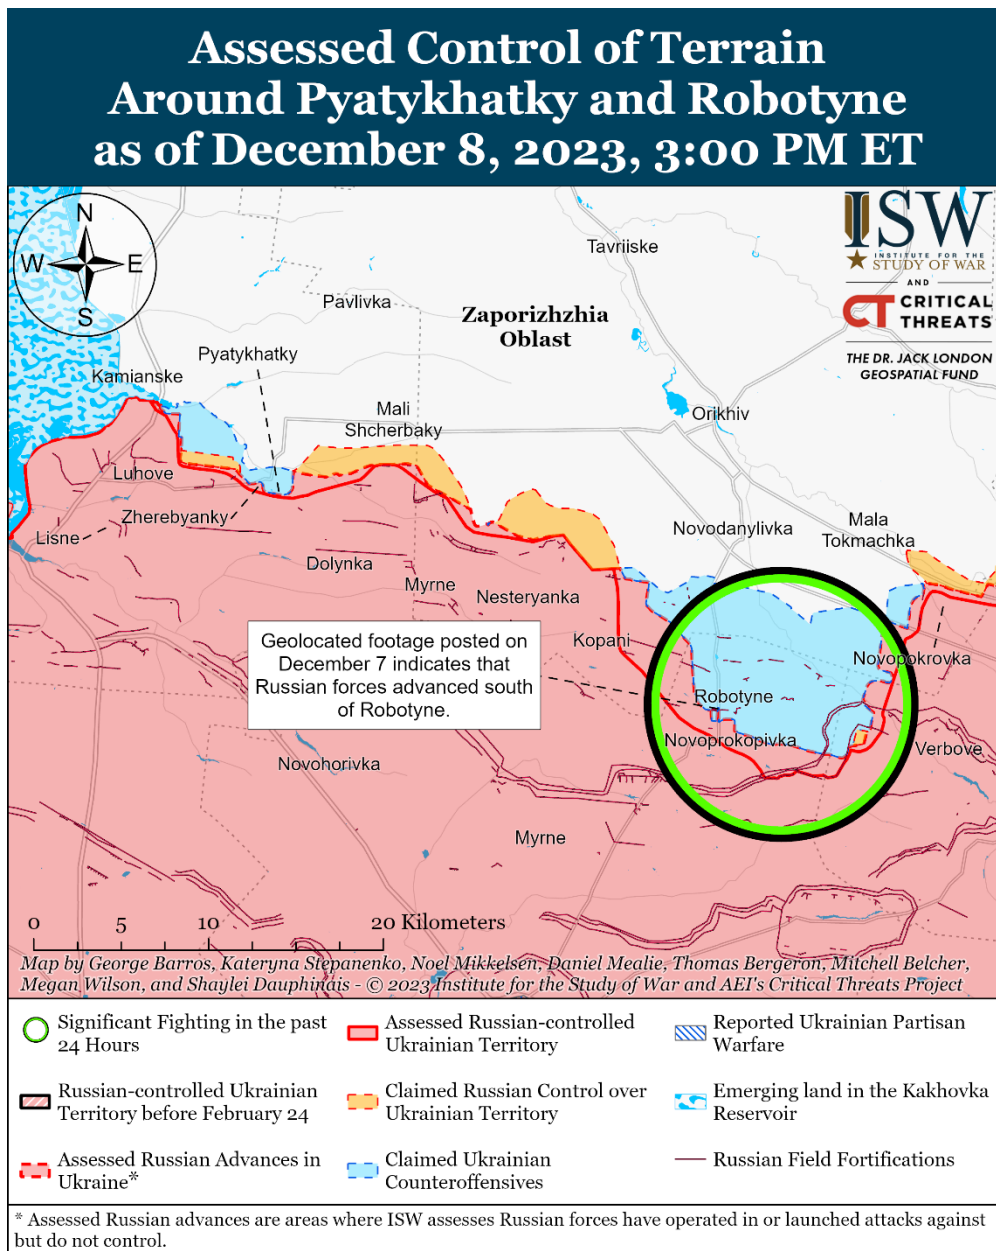 Assessed Control of Terrain
Around Pyatykhatky and Robotyne
as of December 8, 2023, 3:00 PM ET
N
W
E
S
ISW
INSTITUTE FOR THE
STUDY OF WAR
AND
CT CRITICAL
THREATS
THE DR. JACK LONDON
GEOSPATIAL FUND
Tavriiske
Pavlivka
Zaporizhzhia
Oblast
Pyatykhatky
Kamianske
Mali
Shcherbaky
Orikhiv
Luhove
Zherebyanky
Lisne
Novodanylivka
Mala
Tokmachka
Dolynka
Myrne
Nesteryanka
Kopani
Geolocated footage posted on
December 7 indicates that
Russian forces advanced south
of Robotyne.
Novopokrovka
Robotyne
Novoprokopivka
Verbove
Novohorivka
Myrne
0 5 10 20 Kilometers
Map by George Barros, Kateryna Stepanenko, Noel Mikkelsen, Daniel Mealie, Thomas Bergeron, Mitchell Belcher,
Megan Wilson, and Shaylei Dauphinais - © 2023 Institute for the Study of War and AEI's Critical Threats Project
Significant Fighting in the past
24 Hours
Assessed Russian-controlled
Ukrainian Territory
Reported Ukrainian Partisan
Warfare
Russian-controlled Ukrainian
Territory before February 24
Claimed Russian Control over
Ukrainian Territory
Emerging land in the Kakhovka
Reservoir
Assessed Russian Advances in
Ukraine*
Claimed Ukrainian
Counteroffensives
Russian Field Fortifications
* Assessed Russian advances are areas where ISW assesses Russian forces have operated in or launched attacks against
but do not control.